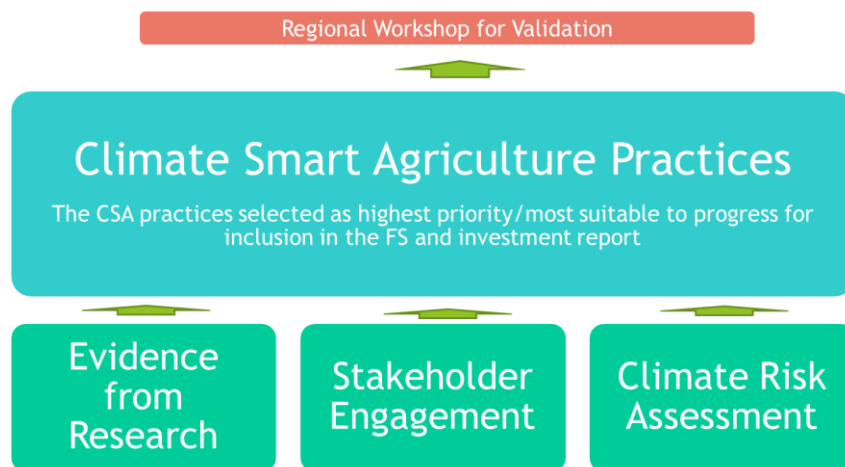 Regional Workshop for Validation
Climate Smart Agriculture Practices
The CSA practices selected as highest priority/most suitable to progress for
inclusion in the FS and investment report
Evidence
from
Research
Stakeholder
Engagement
Climate Risk
Assessment